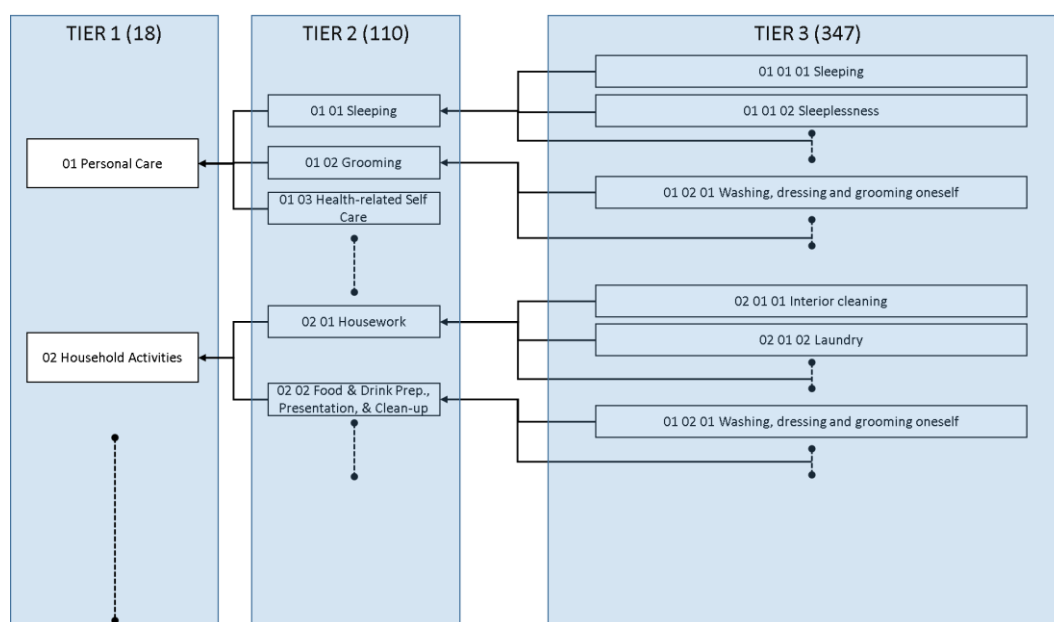 TIER 1 (18)
TIER 2 (110)
TIER 3 (347)
01 Personal Care
02 Household Activities
01 01 Sleeping
01 02 Grooming
01 03 Health-related Self
Care
02 01 Housework
02 02 Food & Drink Prep.,
Presentation, & Clean-up
01 01 01 Sleeping
01 01 02 Sleeplessness
01 02 01 Washing, dressing and grooming oneself
02 01 01 Interior cleaning
02 01 02 Laundry
01 02 01 Washing, dressing and grooming oneself